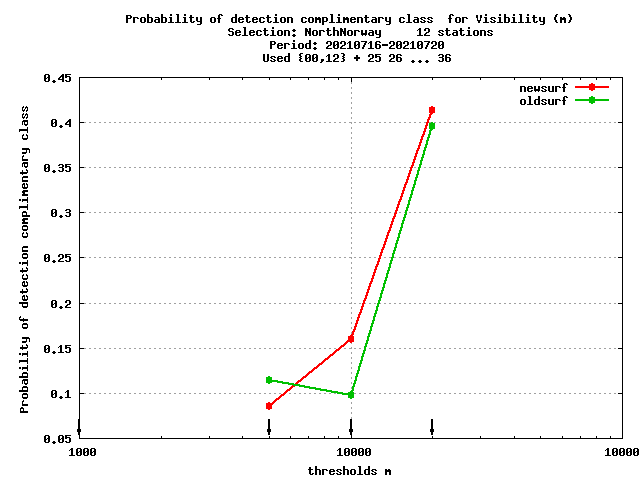 Probability of detection complimentary class  for Visibility (m)
Selection: NorthNorway     12 stations
Period: 20210716-20210720
Used {00,12} + 25 26 ... 36
newsurf
oldsurf
Probability of detection complimentary class
0.45
0.4
0.35
0.3
0.25
0.2
0.15
0.1
0.05
1000 10000 10000
thresholds m